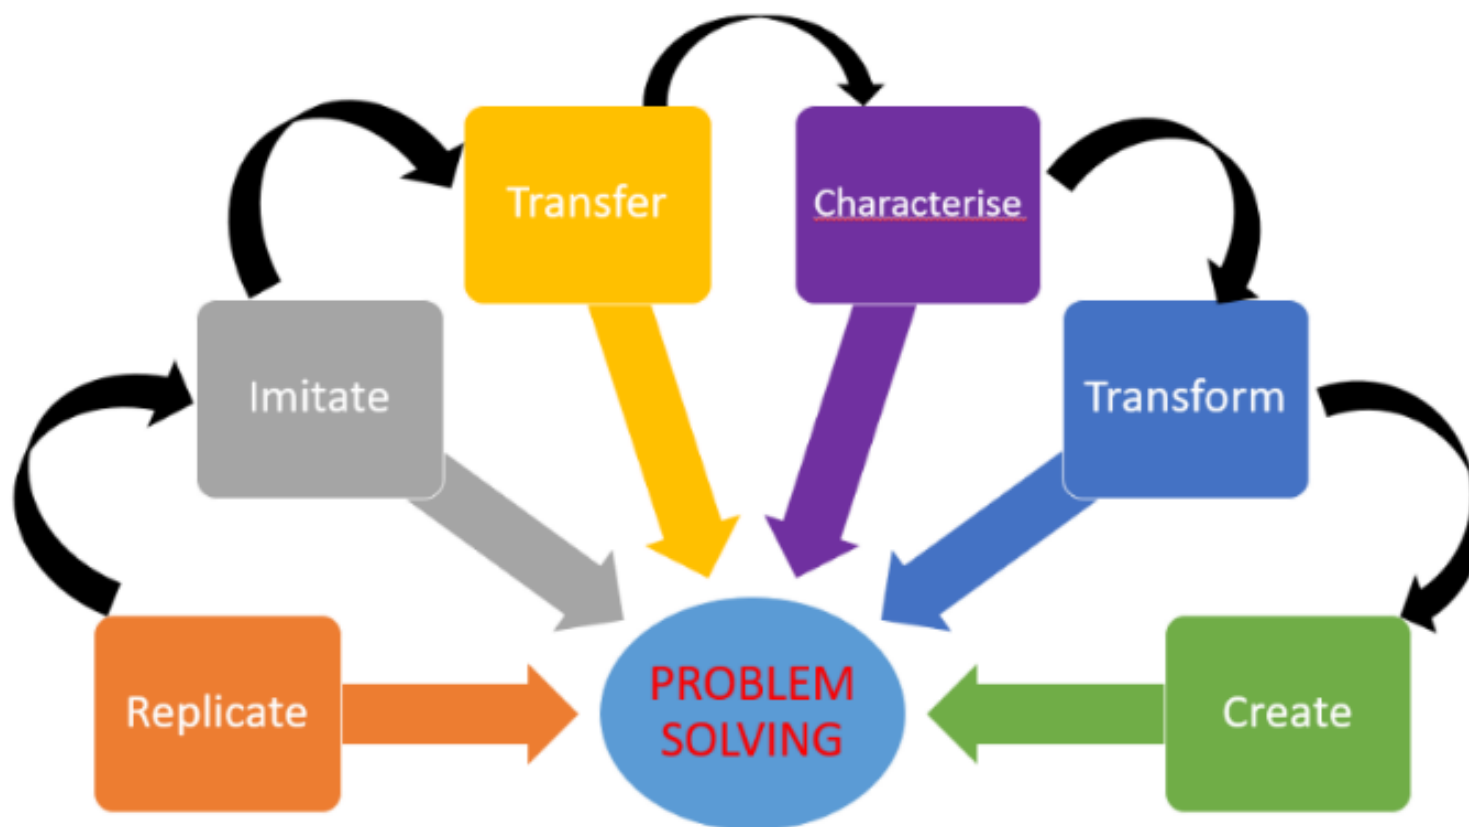 Transfer
Characterise
Imitate
Transform
Replicate
PROBLEM
SOLVING
Create